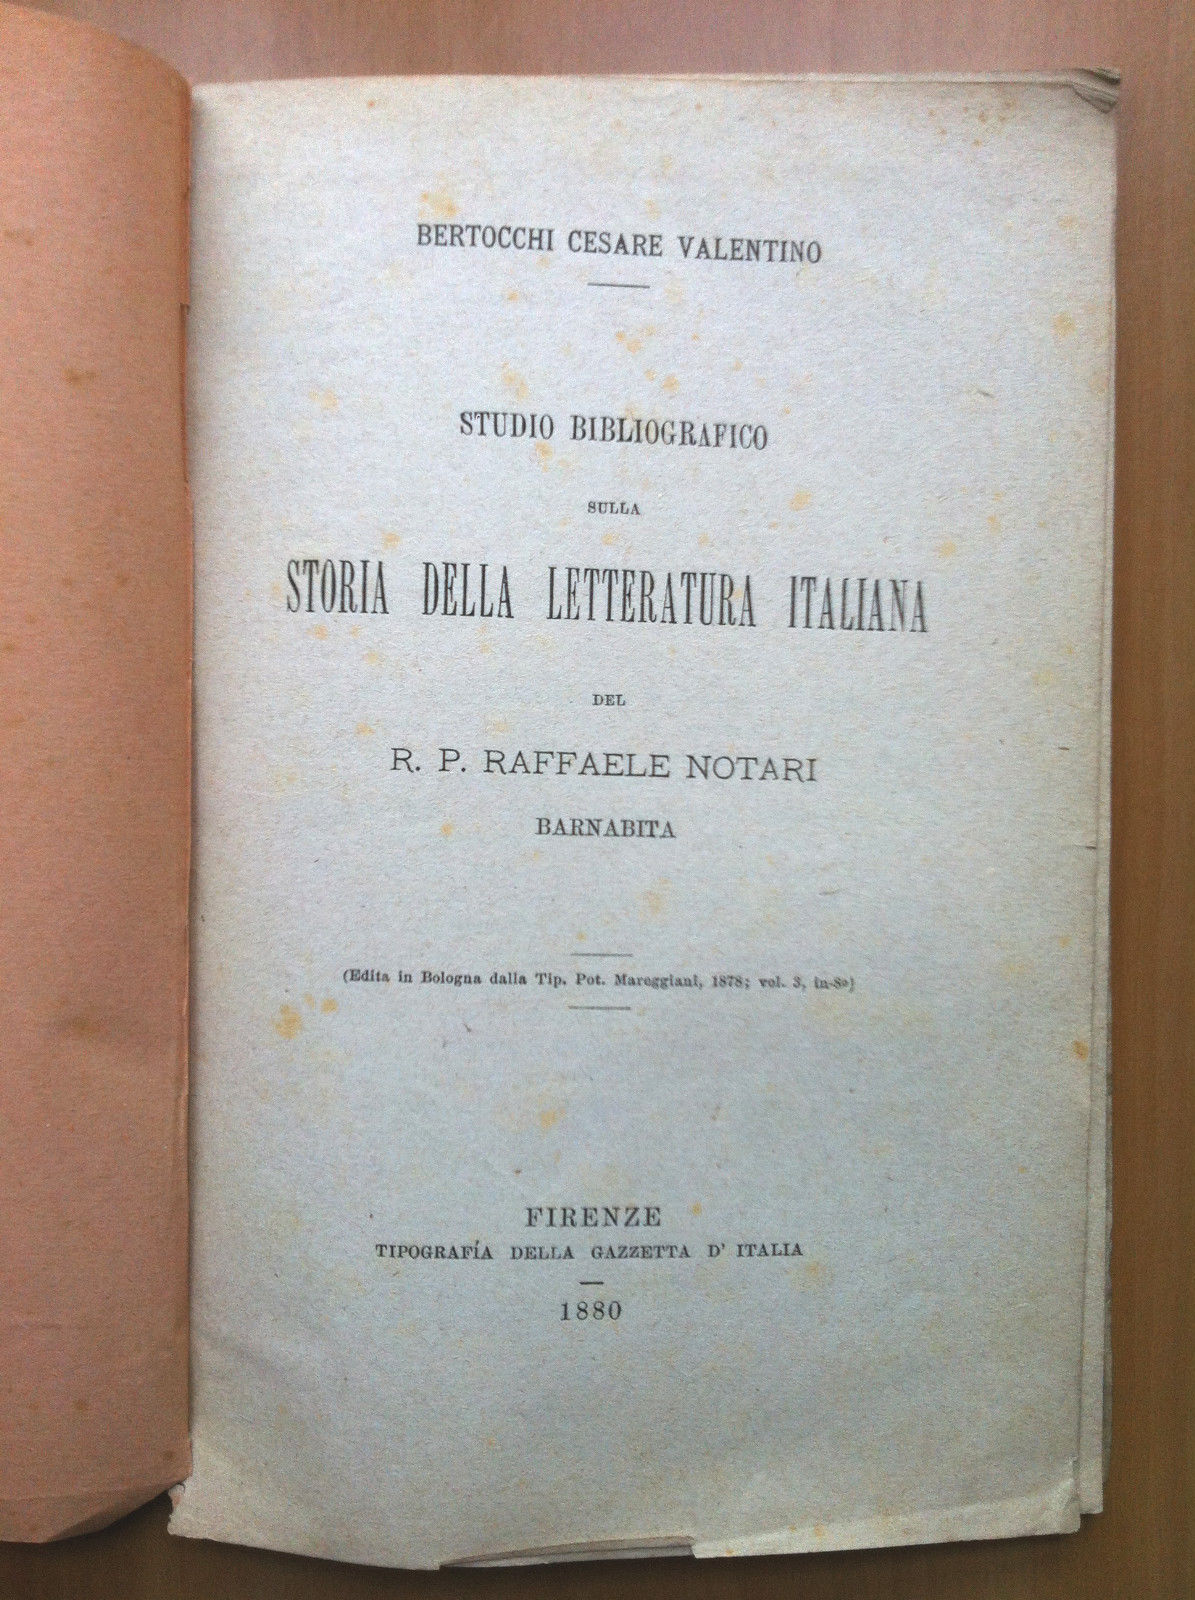 BERTOCCHI CESARE VALENTINO
STUDIO BIBLIOGRAFICO
SULLA
STORIA DELLA LETTERATURA ITALIANA
DEL
R. P. RAFFAELE NOTARI
BARNABITA
(Edita in Bologna dalla Tip. Pot. Mareggiani, 1878; vol. 3, in-8º)
FIRENZE
TIPOGRAFÍA DELLA GAZZETTA D' ITALIA
1880